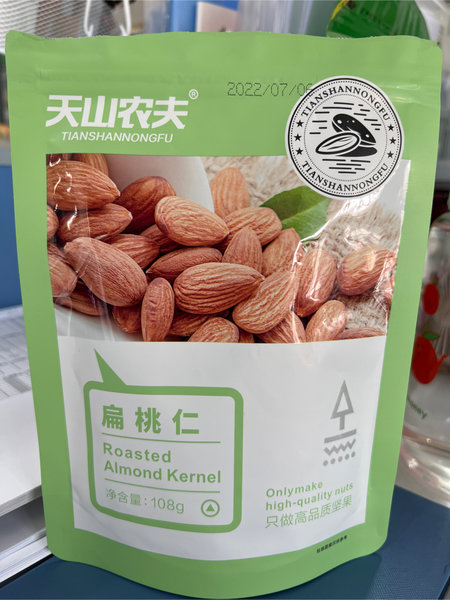 天山农夫®
TIANSHANNONGFU
2022/07/06
TIANSHANNONGFU
TIANSHANNONGFU
扁桃仁
Roasted
Almond Kernel
净含量:108g
Onlymake
high-quality nuts
只做高品质坚果